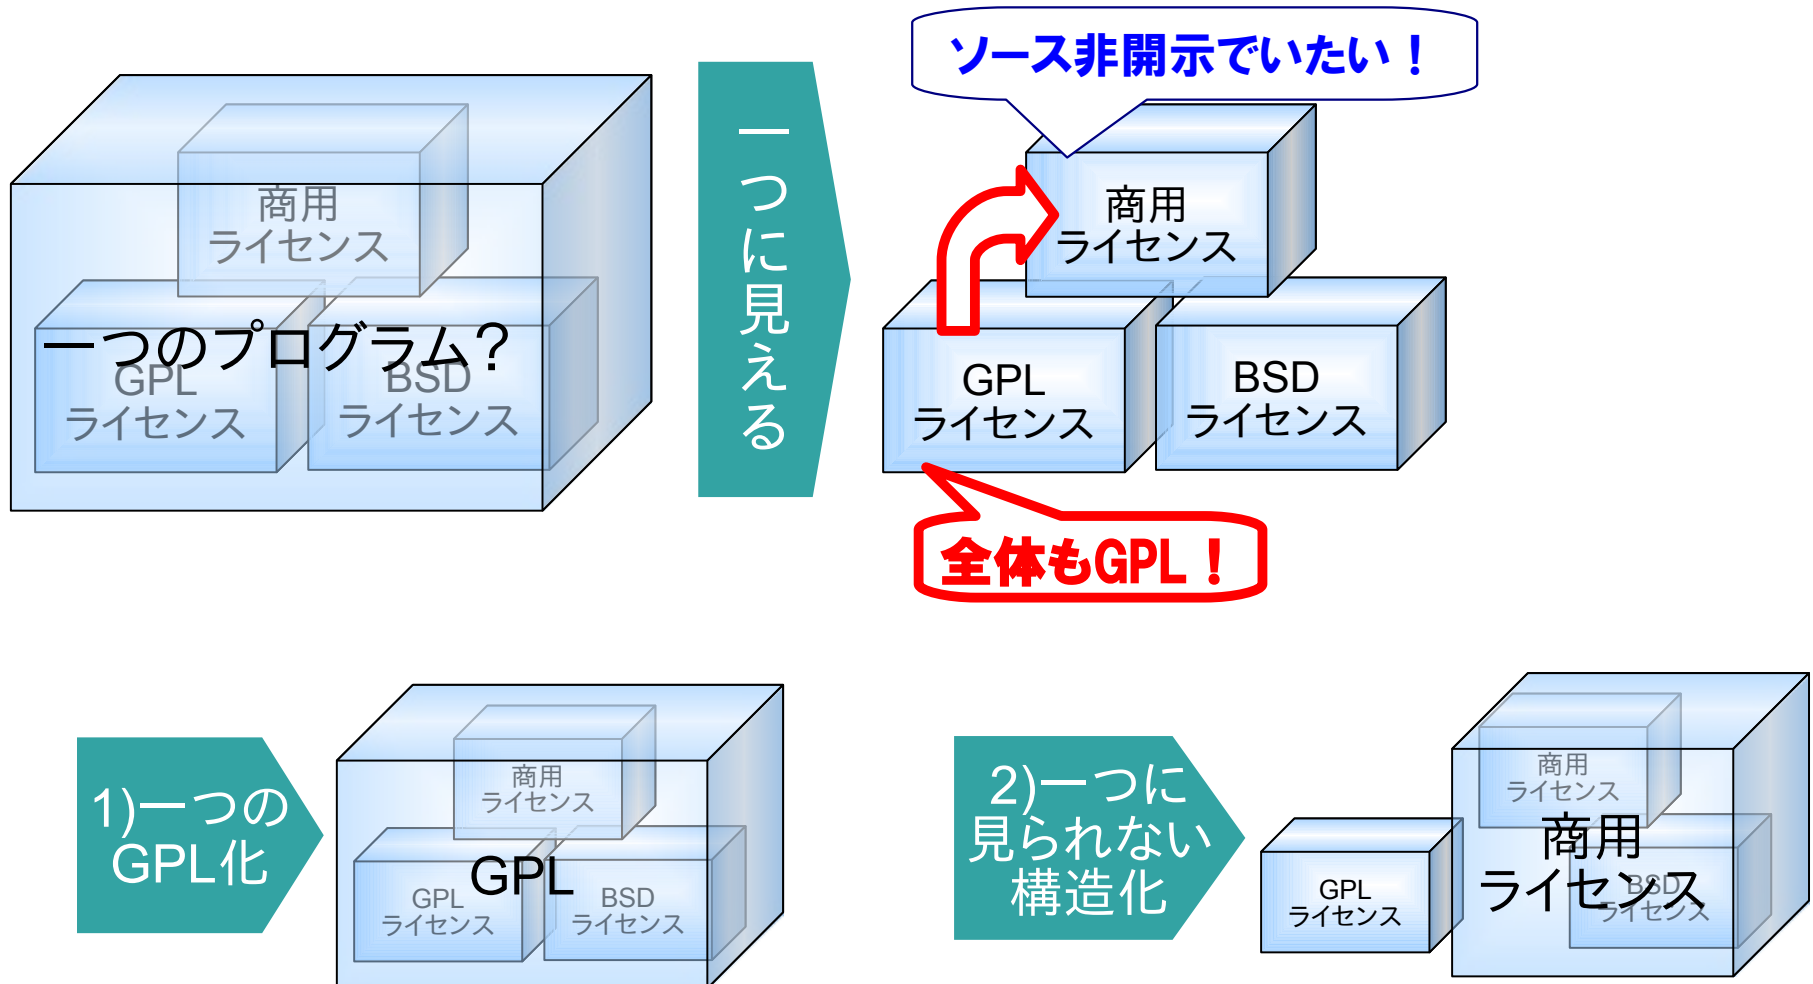 ソース非開示でいたい！
商用
ライセンス
一つのプログラム？
GPL
ライセンス
BSD
ライセンス
一つに見える
商用
ライセンス
GPL
ライセンス
BSD
ライセンス
全体もGPL！
1)一つの
GPL化
商用
ライセンス
GPL
GPL
ライセンス
BSD
ライセンス
2)一つに
見られない
構造化
GPL
ライセンス
商用
ライセンス
商用
ライセンス
BSD
ライセンス